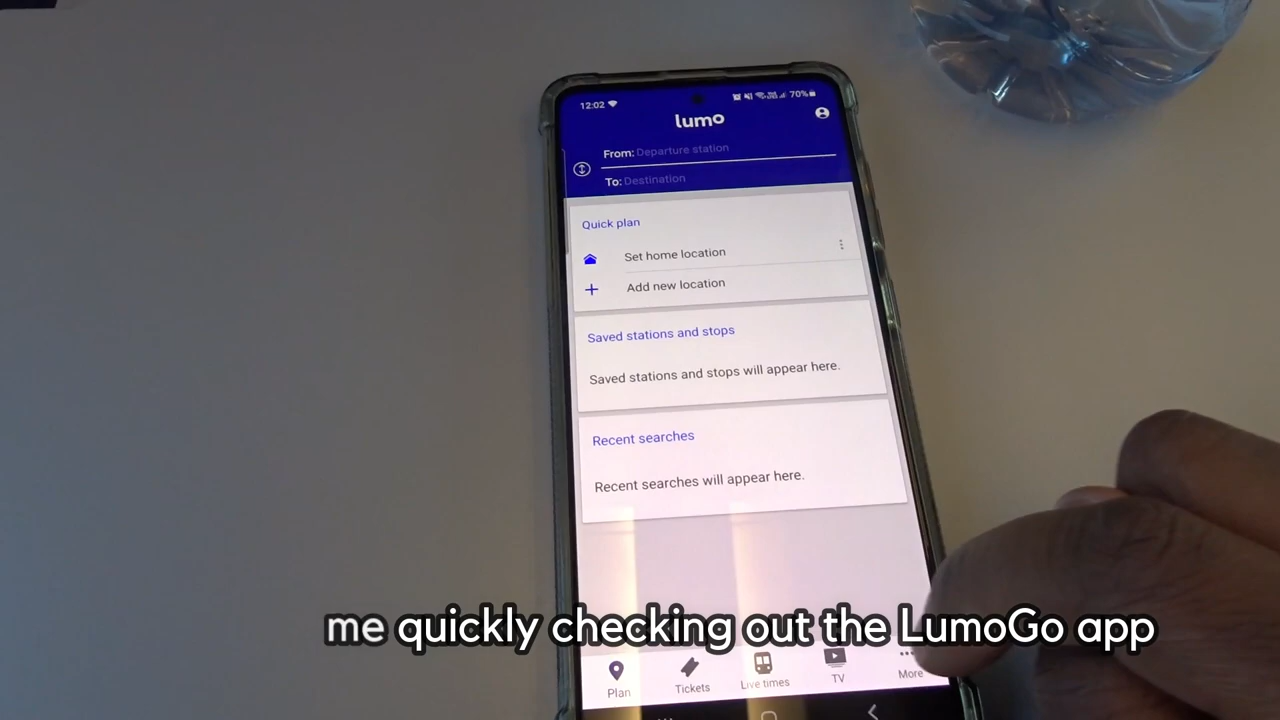 12:02
70%
lumo
From: Departure station
To: Destination
Quick plan
Set home location
Add new location
Saved stations and stops
Saved stations and stops will appear here.
Recent searches
Recent searches will appear here.
me quickly checking out the LumoGo app
Plan
Tickets
Live times
TV
More